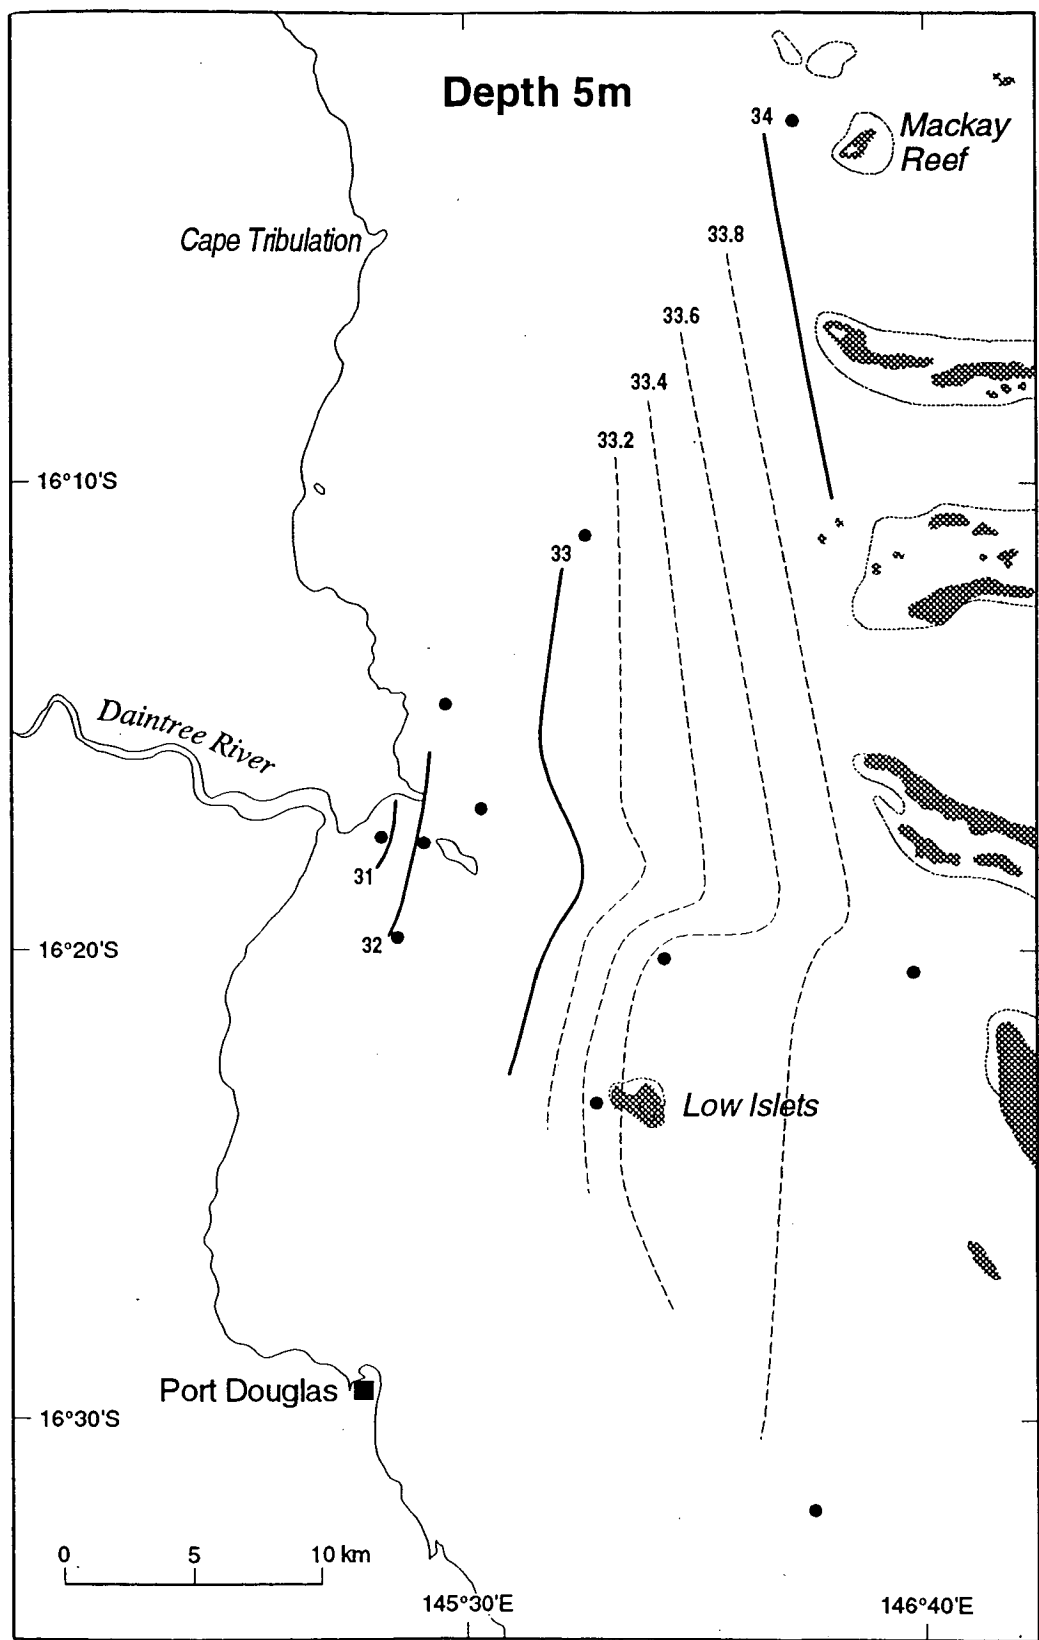 Depth 5m
34
Mackay
Reef
Cape Tribulation
33.8
33.6
33.4
33.2
16°10'S
33
Daintree River
31
32
16°20'S
Low Islets
Port Douglas
16°30'S
0 5 10 km
145°30'E
146°40'E